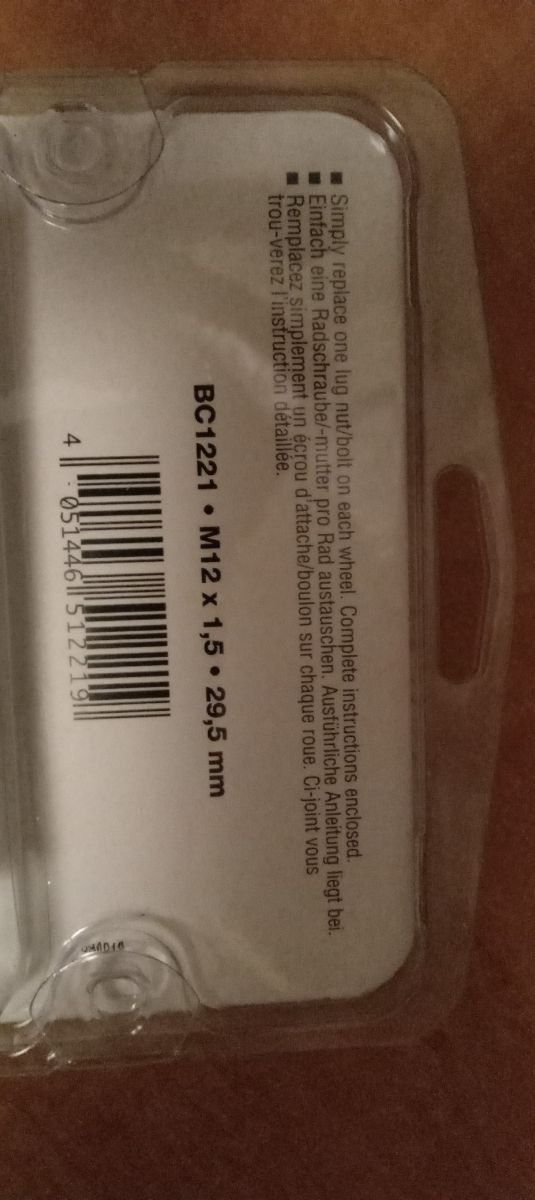 ■ Simply replace one lug nut/bolt on each wheel. Complete instructions enclosed.
■ Einfach eine Radschraube/-mutter pro Rad austauschen. Ausführliche Anleitung liegt bei.
■ Remplacez simplement un écrou d'attache/boulon sur chaque roue. Ci-joint vous
trou-verez l'instruction détaillée.
BC1221 • M12 x 1,5 • 29,5 mm
4 051446 512219